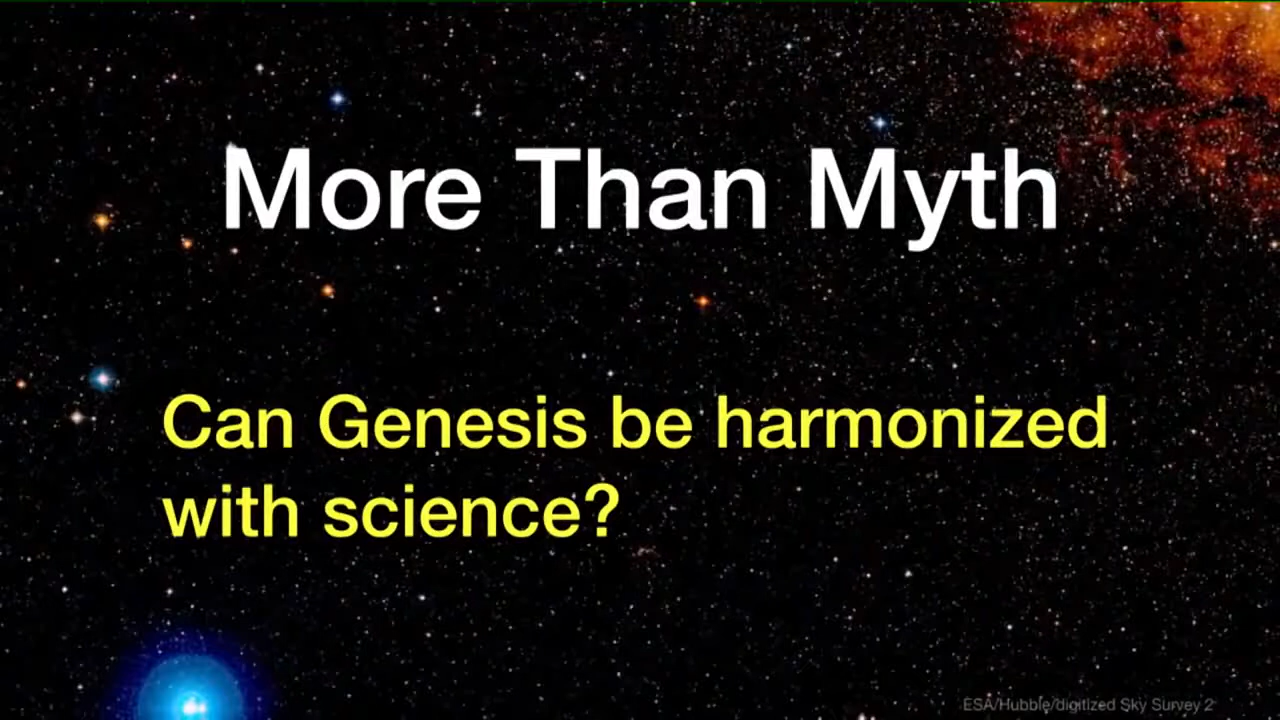 More Than Myth
Can Genesis be harmonized
with science?
ESA/Hubble/digitized Sky Survey 2